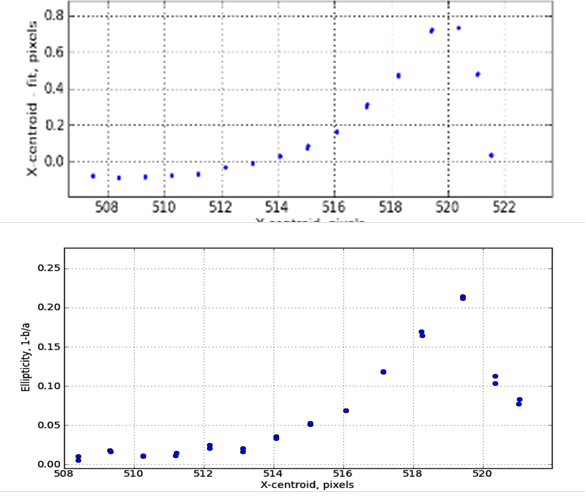 0.8
0.6
0.4
0.2
0.0
X-centroid - fit, pixels
508 510 512 514 516 518 520 522
X-centroid, pixels
0.25
0.20
0.15
0.10
0.05
0.00
Ellipticity, 1-b/a
508 510 512 514 516 518 520
X-centroid, pixels